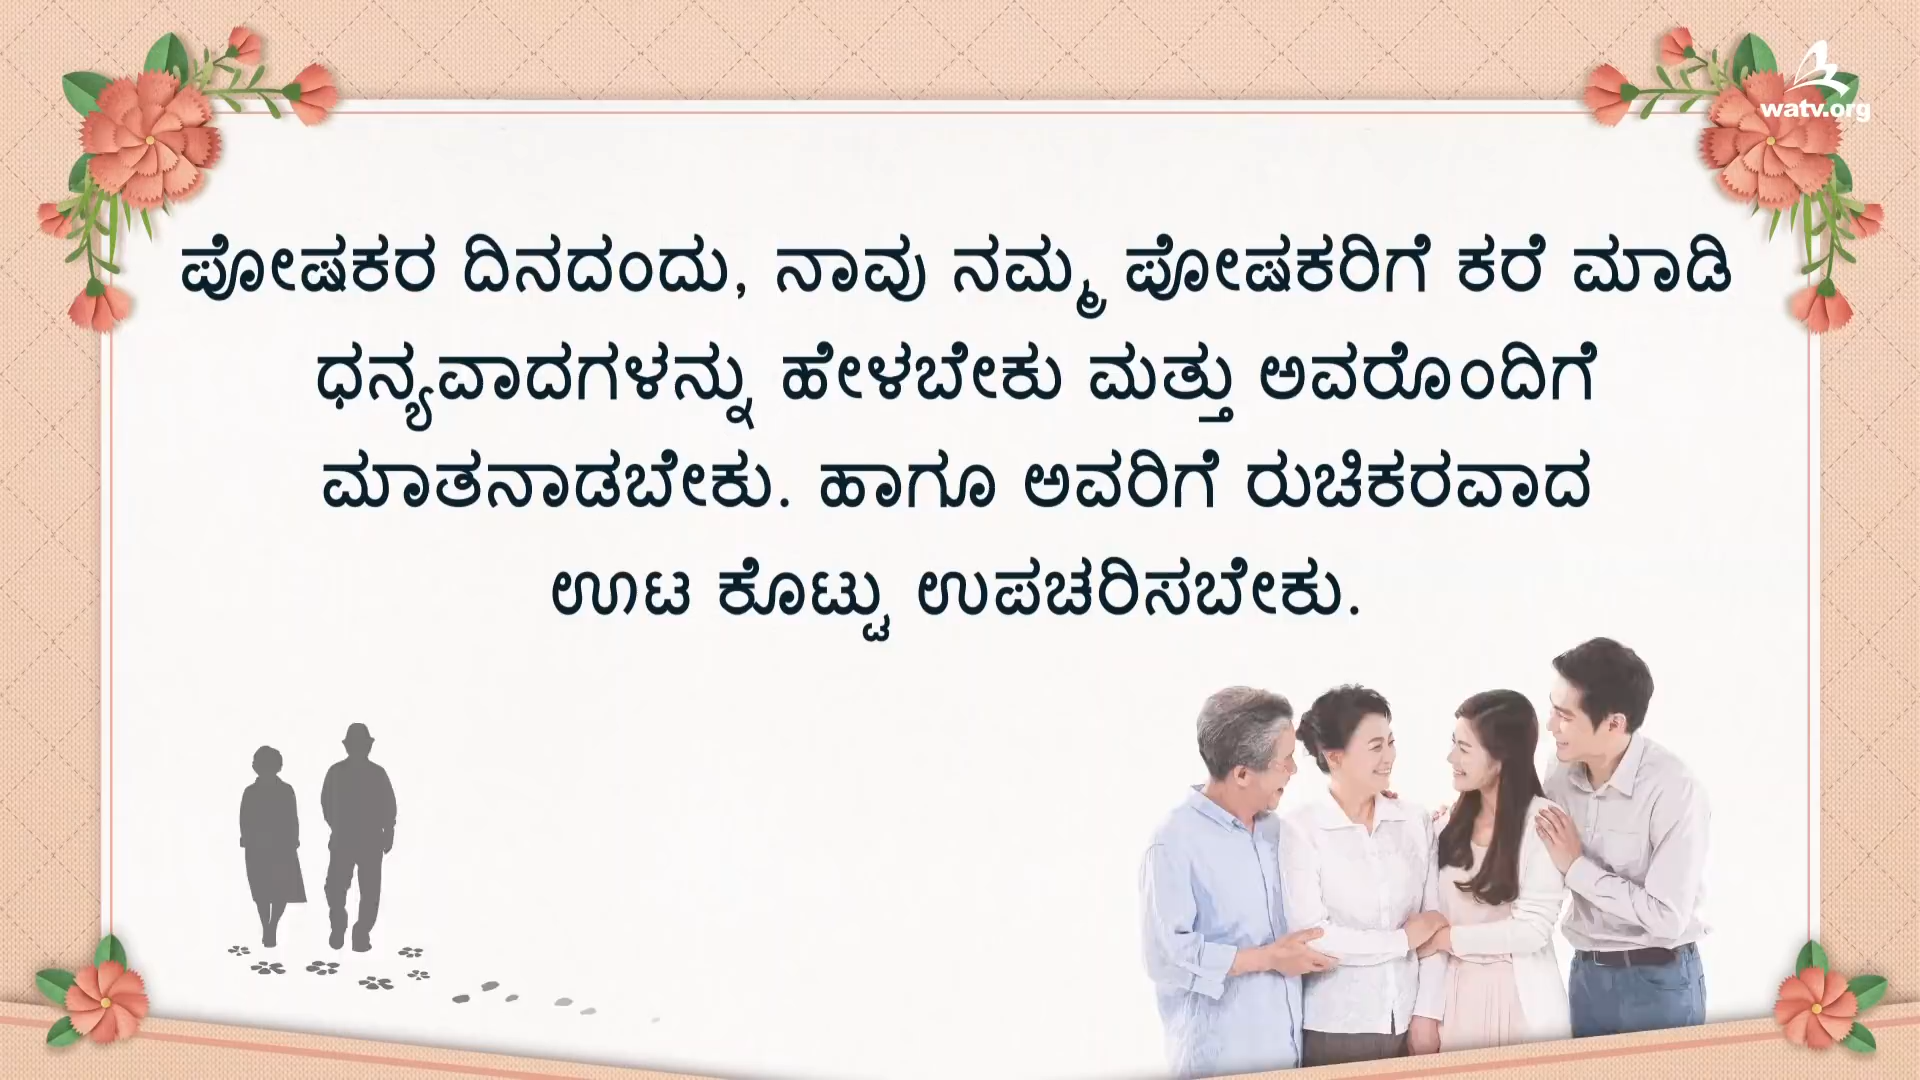 watv.org
ಪೋಷಕರ ದಿನದಂದು, ನಾವು ನಮ್ಮ ಪೋಷಕರಿಗೆ ಕರೆ ಮಾಡಿ
ಧನ್ಯವಾದಗಳನ್ನು ಹೇಳಬೇಕು ಮತ್ತು ಅವರೊಂದಿಗೆ
ಮಾತನಾಡಬೇಕು. ಹಾಗೂ ಅವರಿಗೆ ರುಚಿಕರವಾದ
ಊಟ ಕೊಟ್ಟು ಉಪಚರಿಸಬೇಕು.